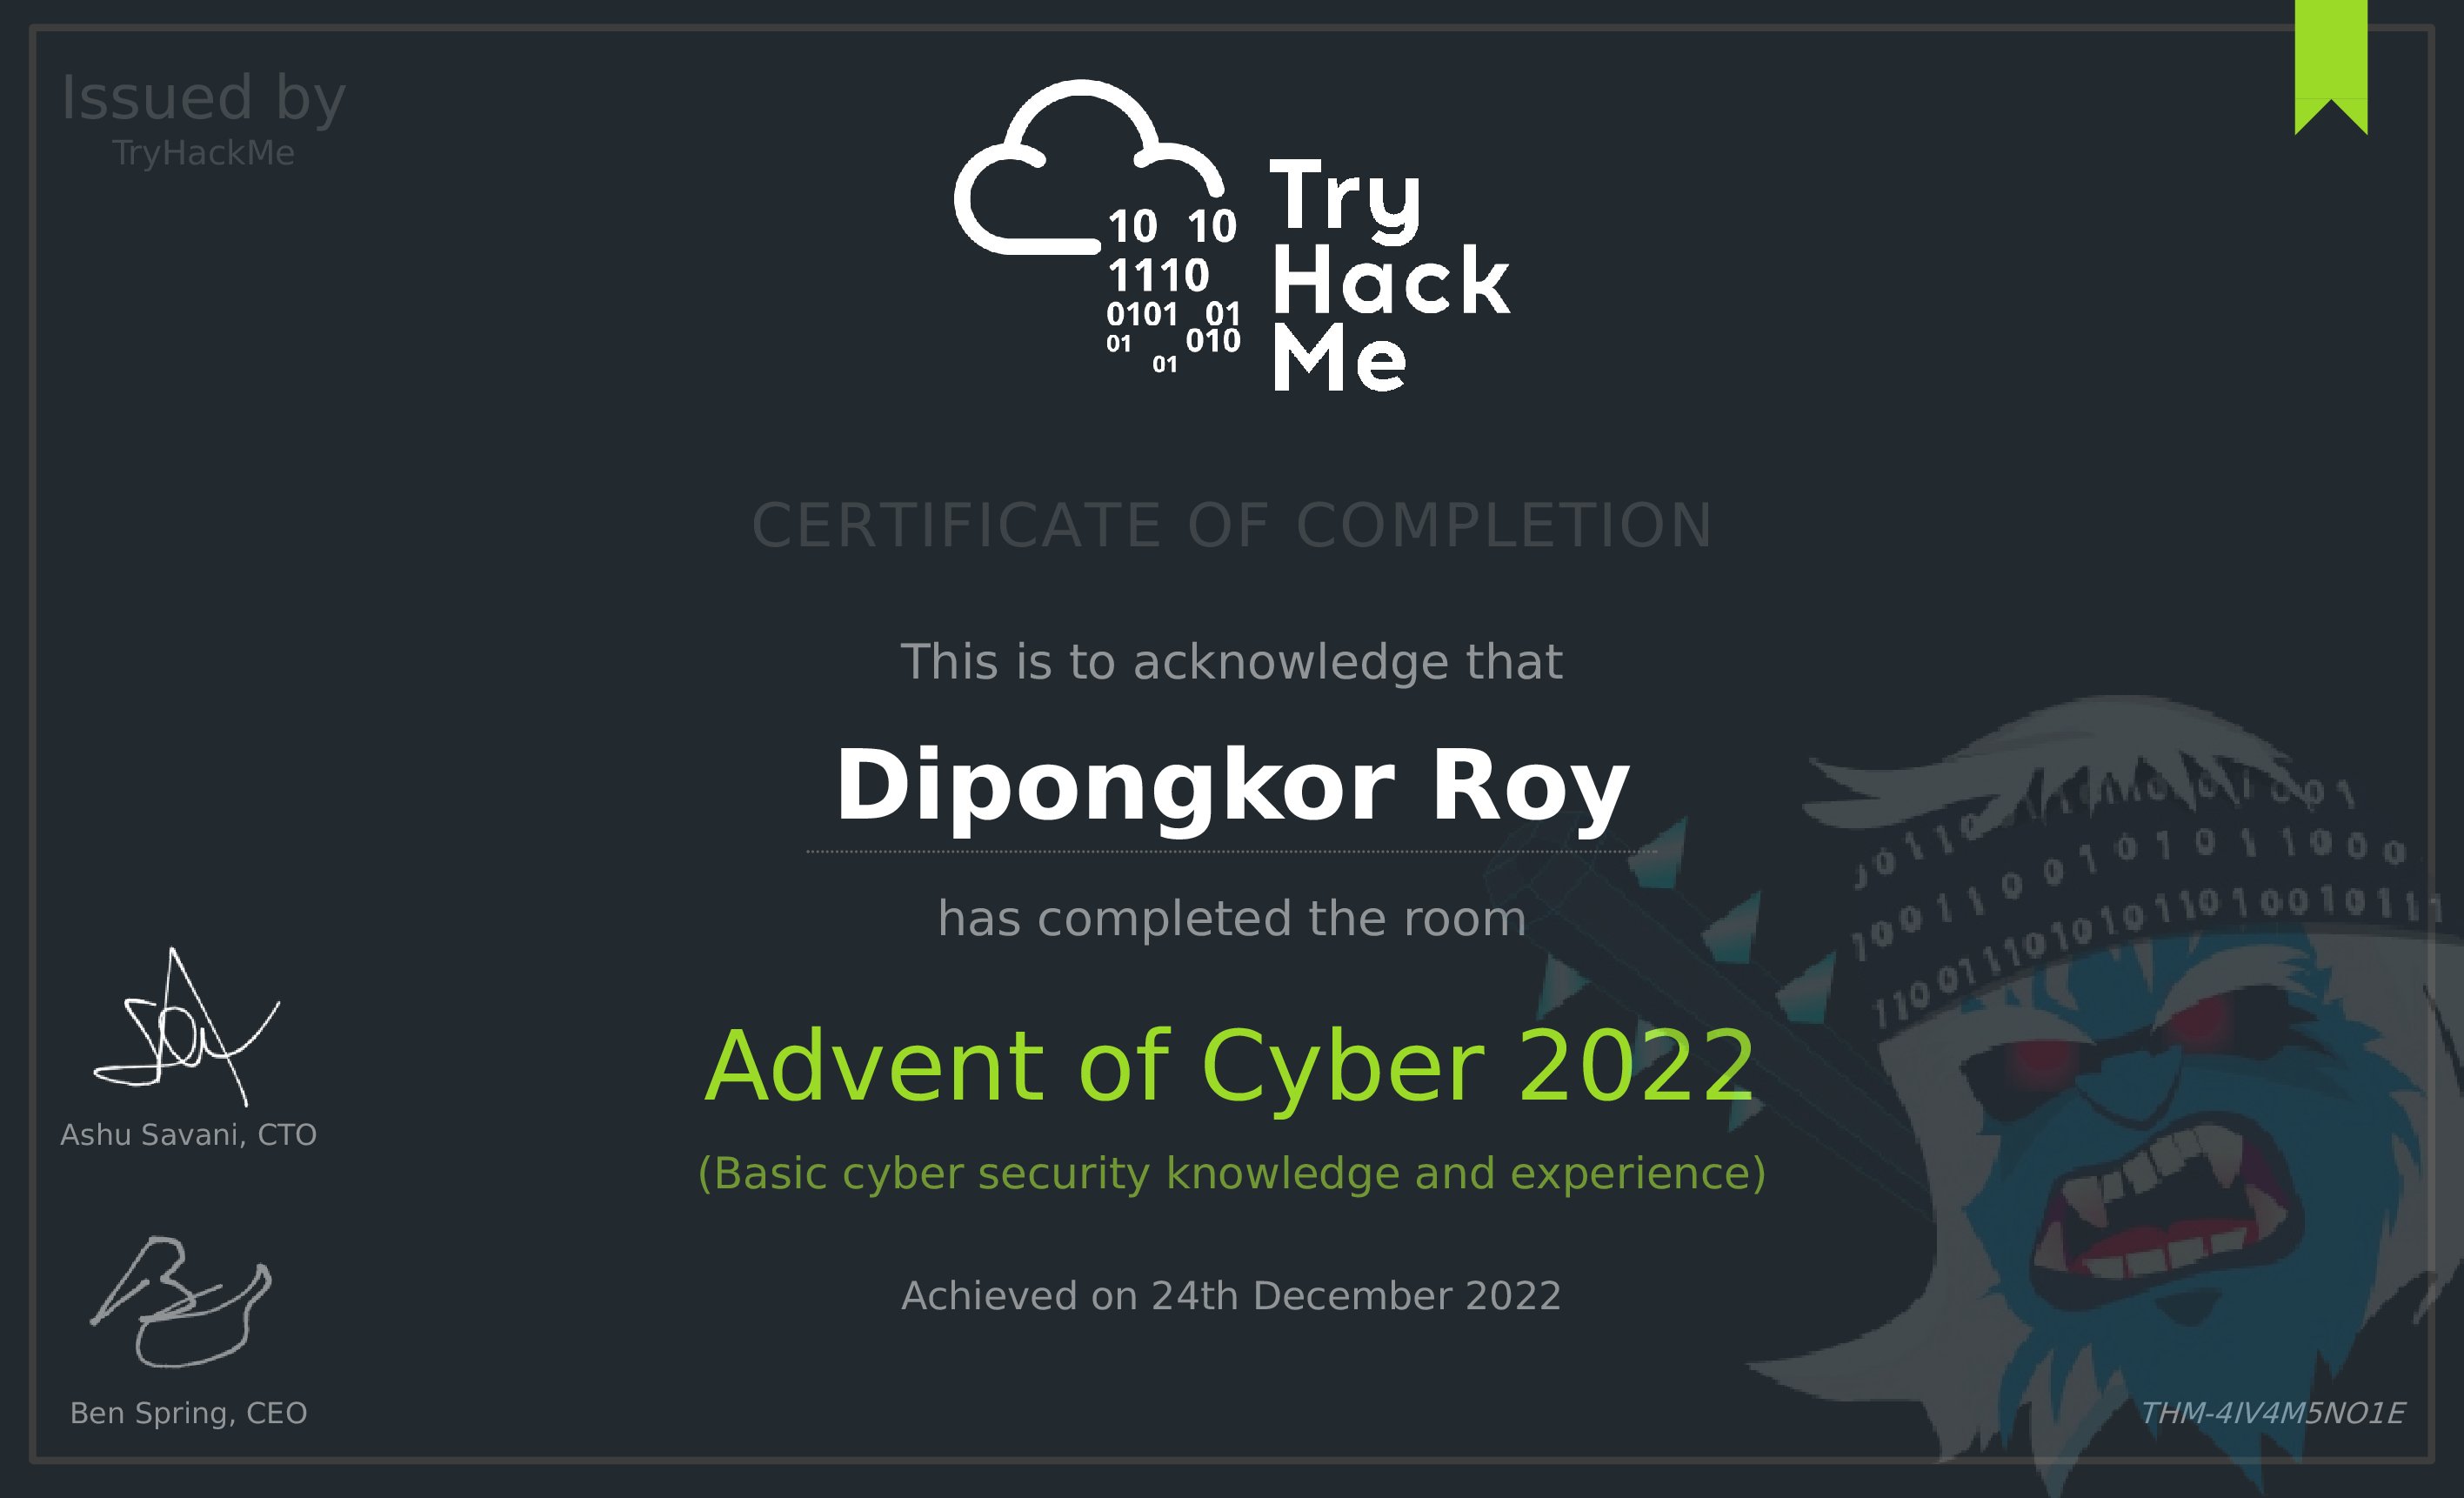 Issued by
TryHackMe
10 10
1110
0101 01
01 010
01
Try
Hack
Me
CERTIFICATE OF COMPLETION
This is to acknowledge that
Dipongkor Roy
has completed the room
Advent of Cyber 2022
(Basic cyber security knowledge and experience)
Achieved on 24th December 2022
Ashu Savani, CTO
Ben Spring, CEO
THM-4IV4M5NO1E